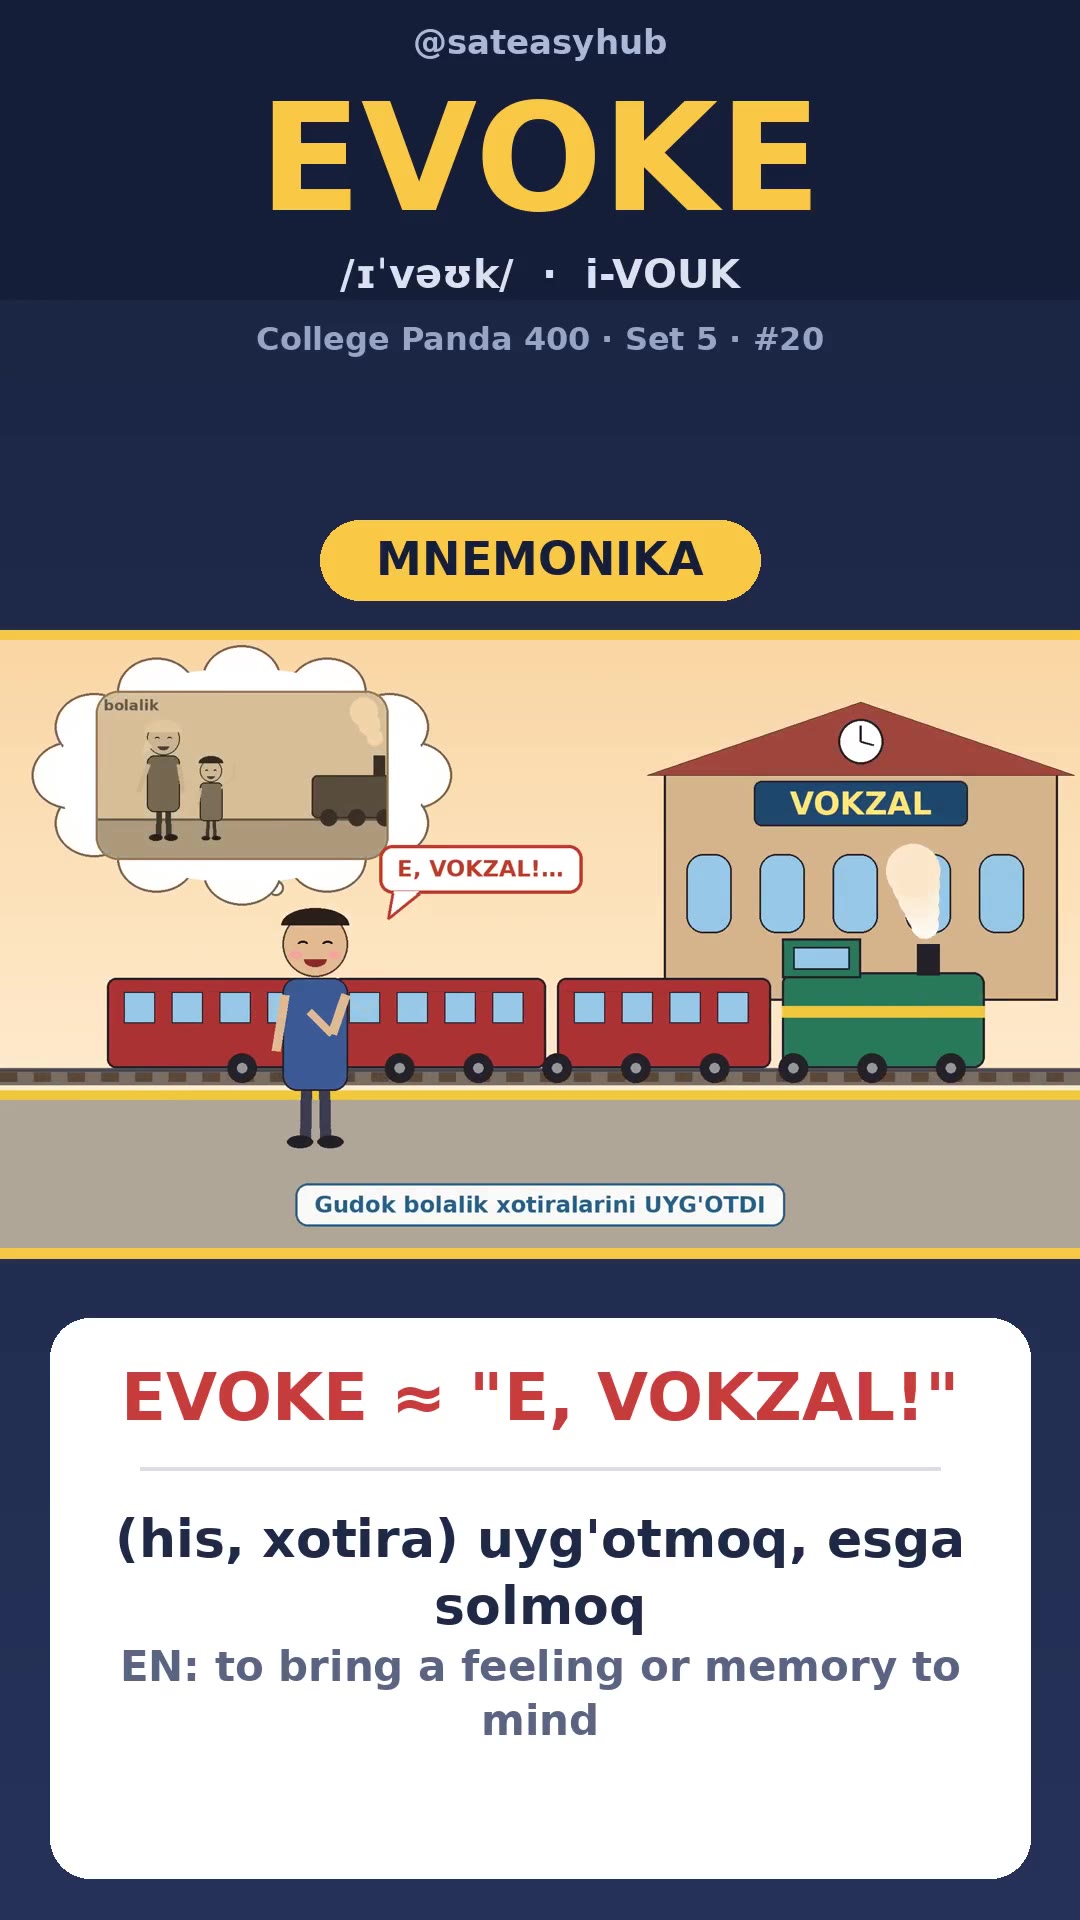 @sateasyhub
EVOKE
/ɪˈvəʊk/ · i-VOUK
College Panda 400 · Set 5 · #20
MNEMONIKA
bolalik
VOKZAL
E, VOKZAL!...
Gudok bolalik xotiralarini UYG'OTDI
EVOKE ≈ "E, VOKZAL!"
(his, xotira) uyg'otmoq, esga
solmoq
EN: to bring a feeling or memory to
mind